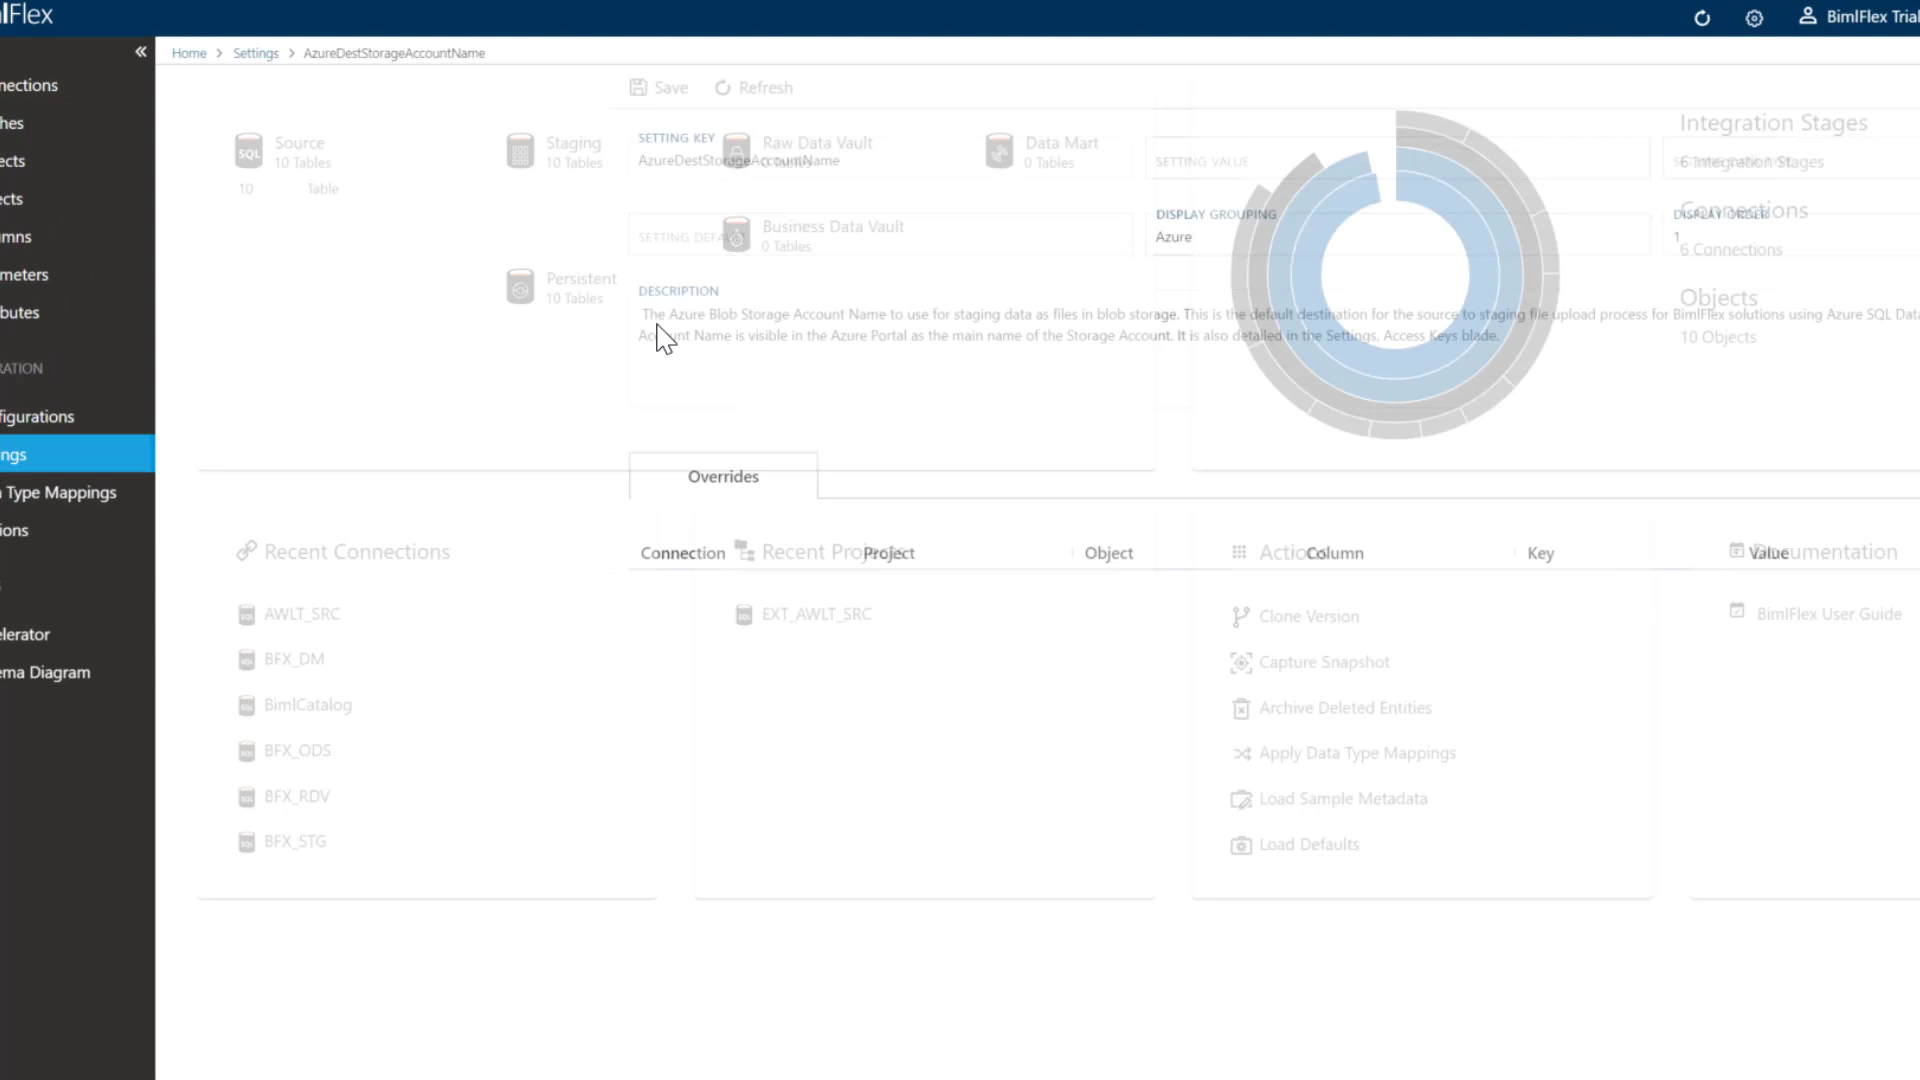 lFlex
BimlFlex Trial
Home > Settings > AzureDestStorageAccountName
nections
hes
ects
ects
umns
meters
butes
RATION
figurations
ings
Type Mappings
ions
elerator
ema Diagram
Save
Refresh
Source
10 Tables
10 Table
Staging
10 Tables
Persistent
10 Tables
Raw Data Vault
0 Tables
Business Data Vault
0 Tables
Data Mart
0 Tables
SETTING KEY
AzureDestStorageAccountName
SETTING VALUE
DISPLAY GROUPING
Azure
DISPLAY ORDER
1
DESCRIPTION
The Azure Blob Storage Account Name to use for staging data as files in blob storage. This is the default destination for the source to staging file upload process for BimlFlex solutions using Azure SQL Data
Account Name is visible in the Azure Portal as the main name of the Storage Account. It is also detailed in the Settings, Access Keys blade.
Integration Stages
6 Integration Stages
Connections
6 Connections
Objects
10 Objects
Overrides
Connection
Project
Object
Column
Key
Value
Recent Connections
AWLT_SRC
BFX_DM
BimlCatalog
BFX_ODS
BFX_RDV
BFX_STG
Recent Projects
EXT_AWLT_SRC
Actions
Clone Version
Capture Snapshot
Archive Deleted Entities
Apply Data Type Mappings
Load Sample Metadata
Load Defaults
Documentation
BimlFlex User Guide